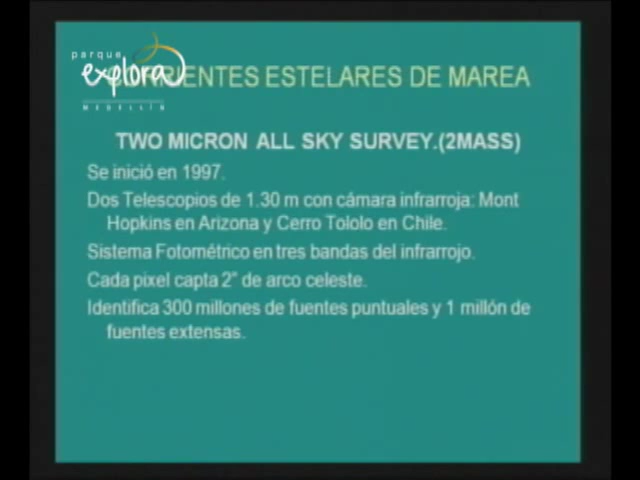 parque
explora
MEDELLÍN
CORRIENTES ESTELARES DE MAREA
TWO MICRON ALL SKY SURVEY.(2MASS)
Se inició en 1997.
Dos Telescopios de 1.30 m con cámara infrarroja: Mont
Hopkins en Arizona y Cerro Tololo en Chile.
Sistema Fotométrico en tres bandas del infrarrojo.
Cada pixel capta 2" de arco celeste.
Identifica 300 millones de fuentes puntuales y 1 millón de
fuentes extensas.